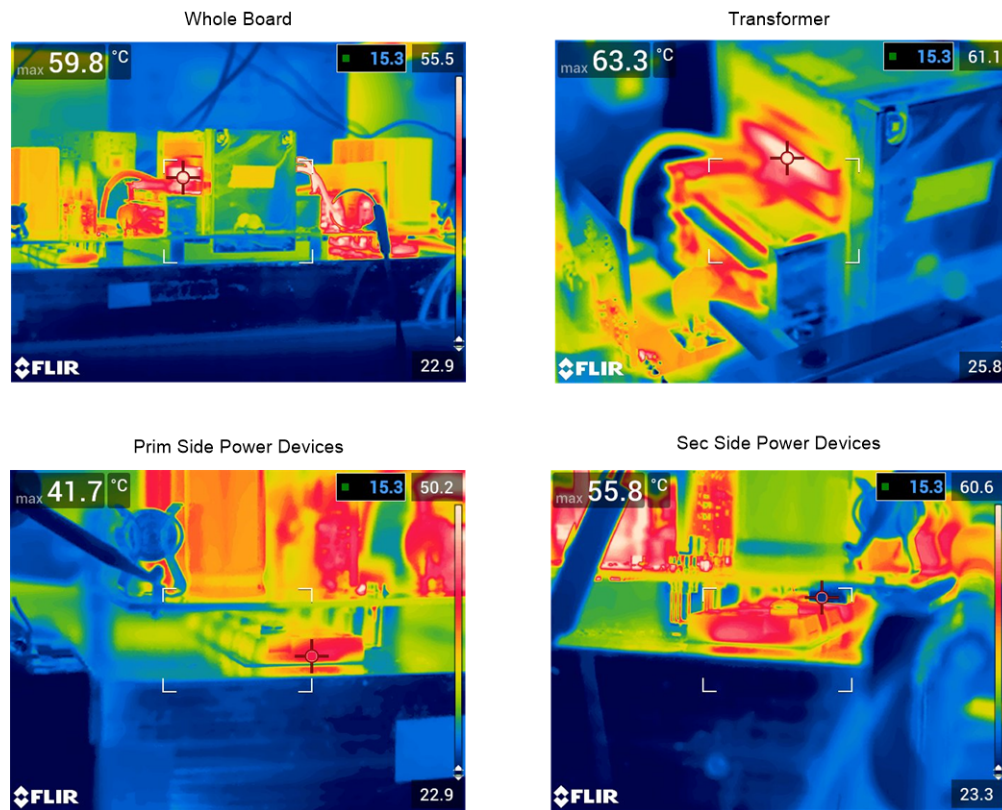 Whole Board
max 59.8 °C
15.3
55.5
FLIR
22.9
Transformer
max 63.3 °C
15.3
61.1
FLIR
25.8
Prim Side Power Devices
max 41.7 °C
15.3
50.2
FLIR
22.9
Sec Side Power Devices
max 55.8 °C
15.3
60.6
FLIR
23.3